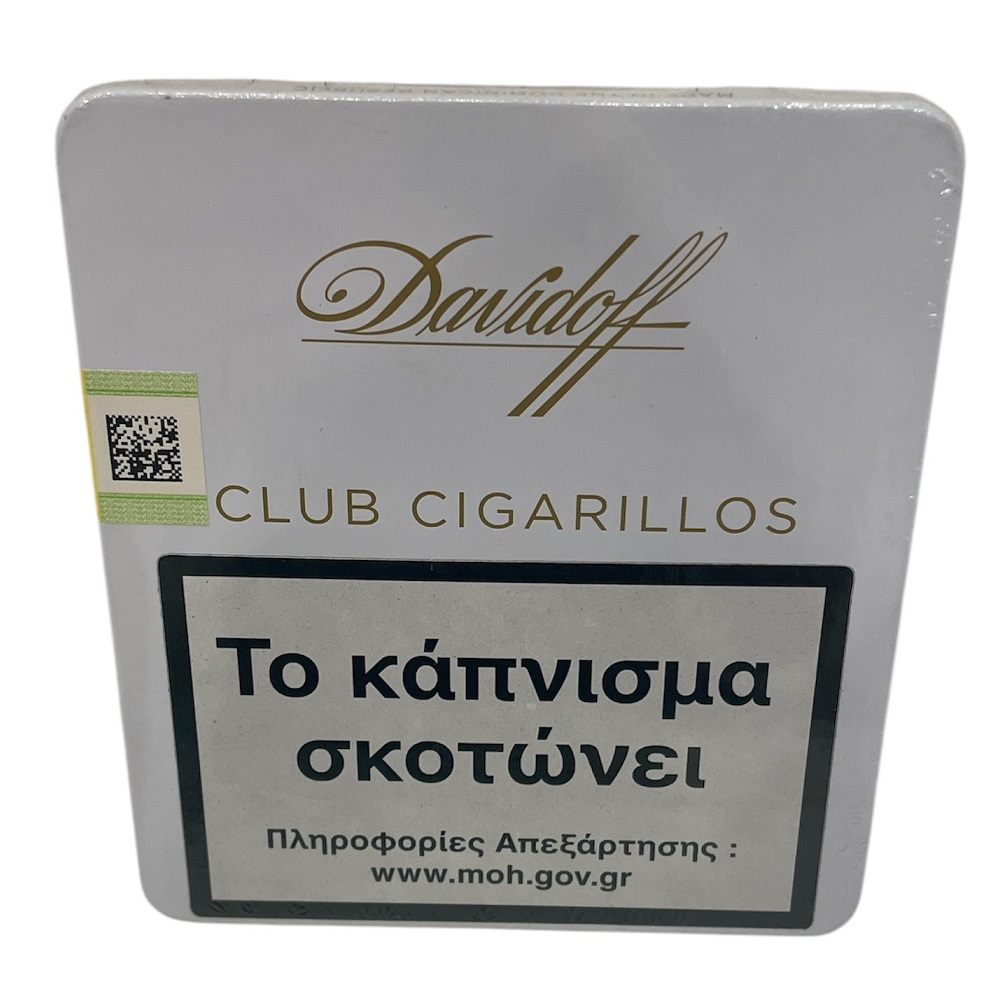 Davidoff
CLUB CIGARILLOS
Το κάπνισμα
σκοτώνει
Πληροφορίες Απεξάρτησης :
www.moh.gov.gr